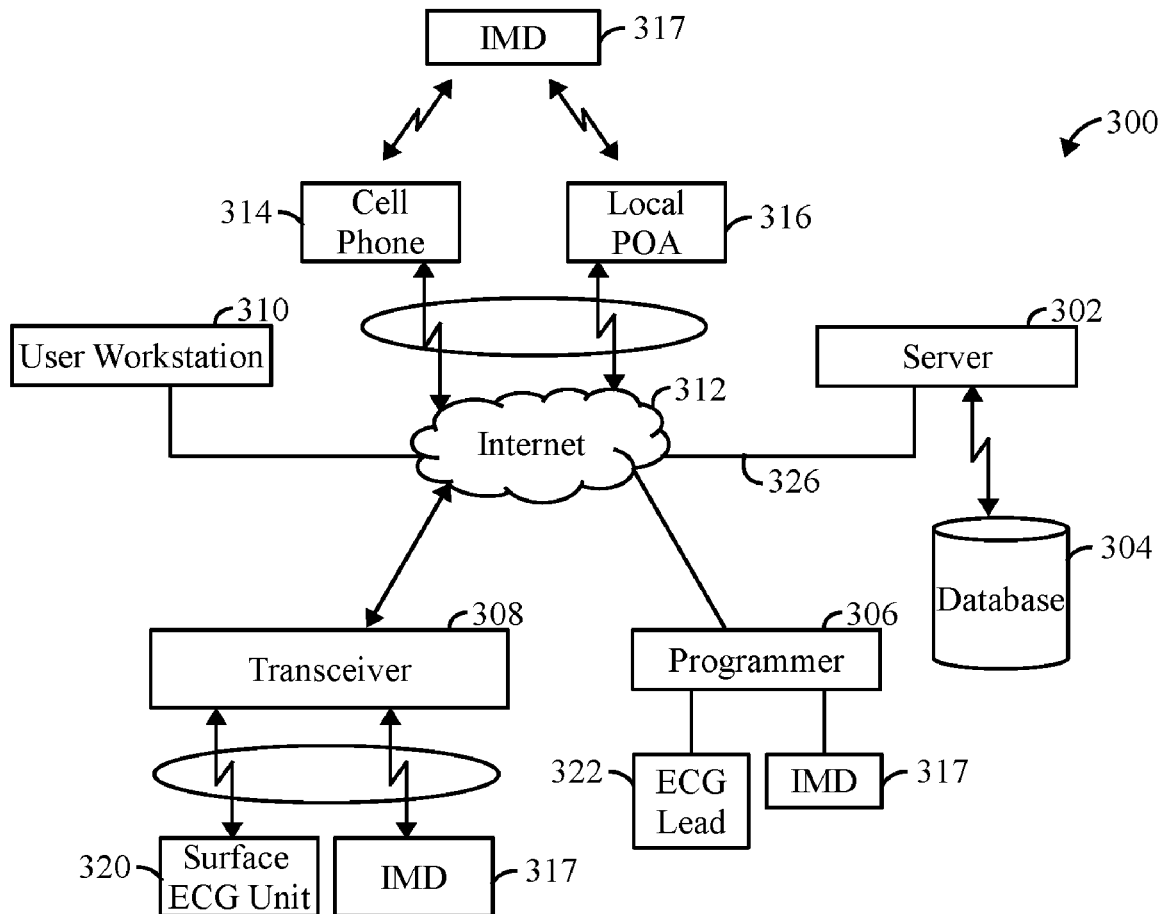 IMD
317
300
314
Cell
Phone
Local
POA
316
310
User Workstation
302
Server
312
Internet
326
304
Database
308
Transceiver
306
Programmer
322
ECG
Lead
IMD
317
320
Surface
ECG Unit
IMD
317